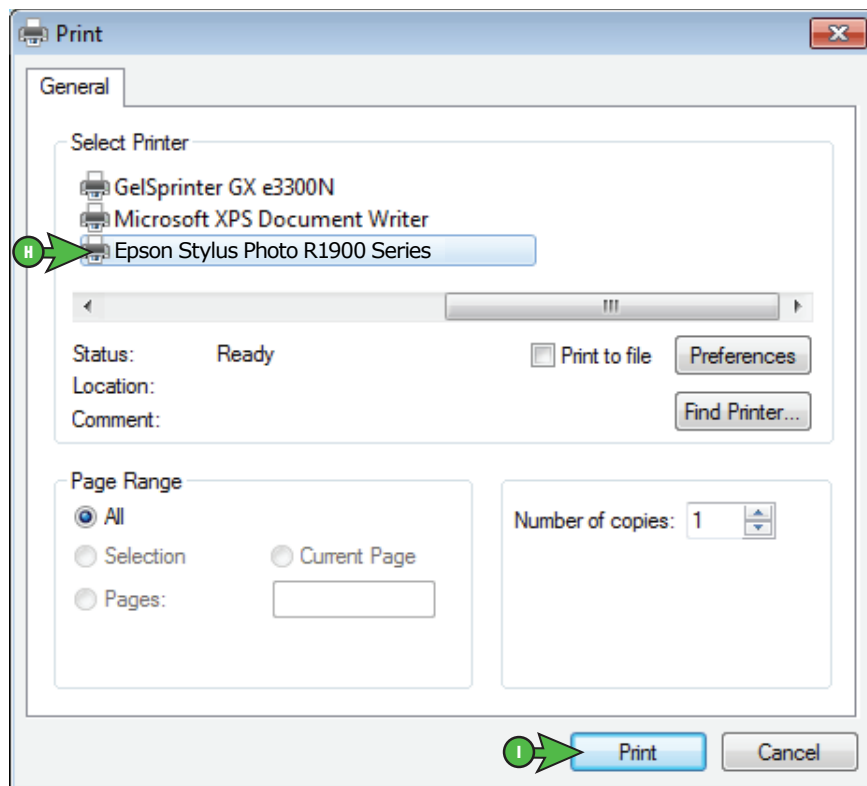 Print
General
Select Printer
GelSprinter GX e3300N
Microsoft XPS Document Writer
H
Epson Stylus Photo R1900 Series
Status: Ready
Print to file
Preferences
Location:
Comment:
Find Printer...
Page Range
All
Selection
Current Page
Pages:
Number of copies: 1
I
Print
Cancel